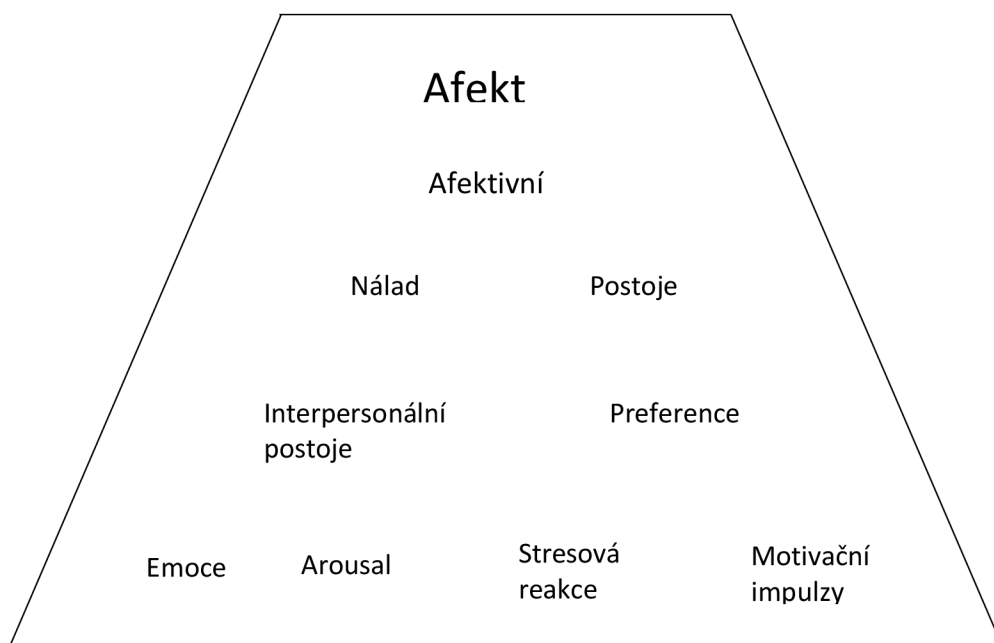 Afekt
Afektivní
Nálad
Postoje
Interpersonální
postoje
Preference
Emoce
Arousal
Stresová
reakce
Motivační
impulzy